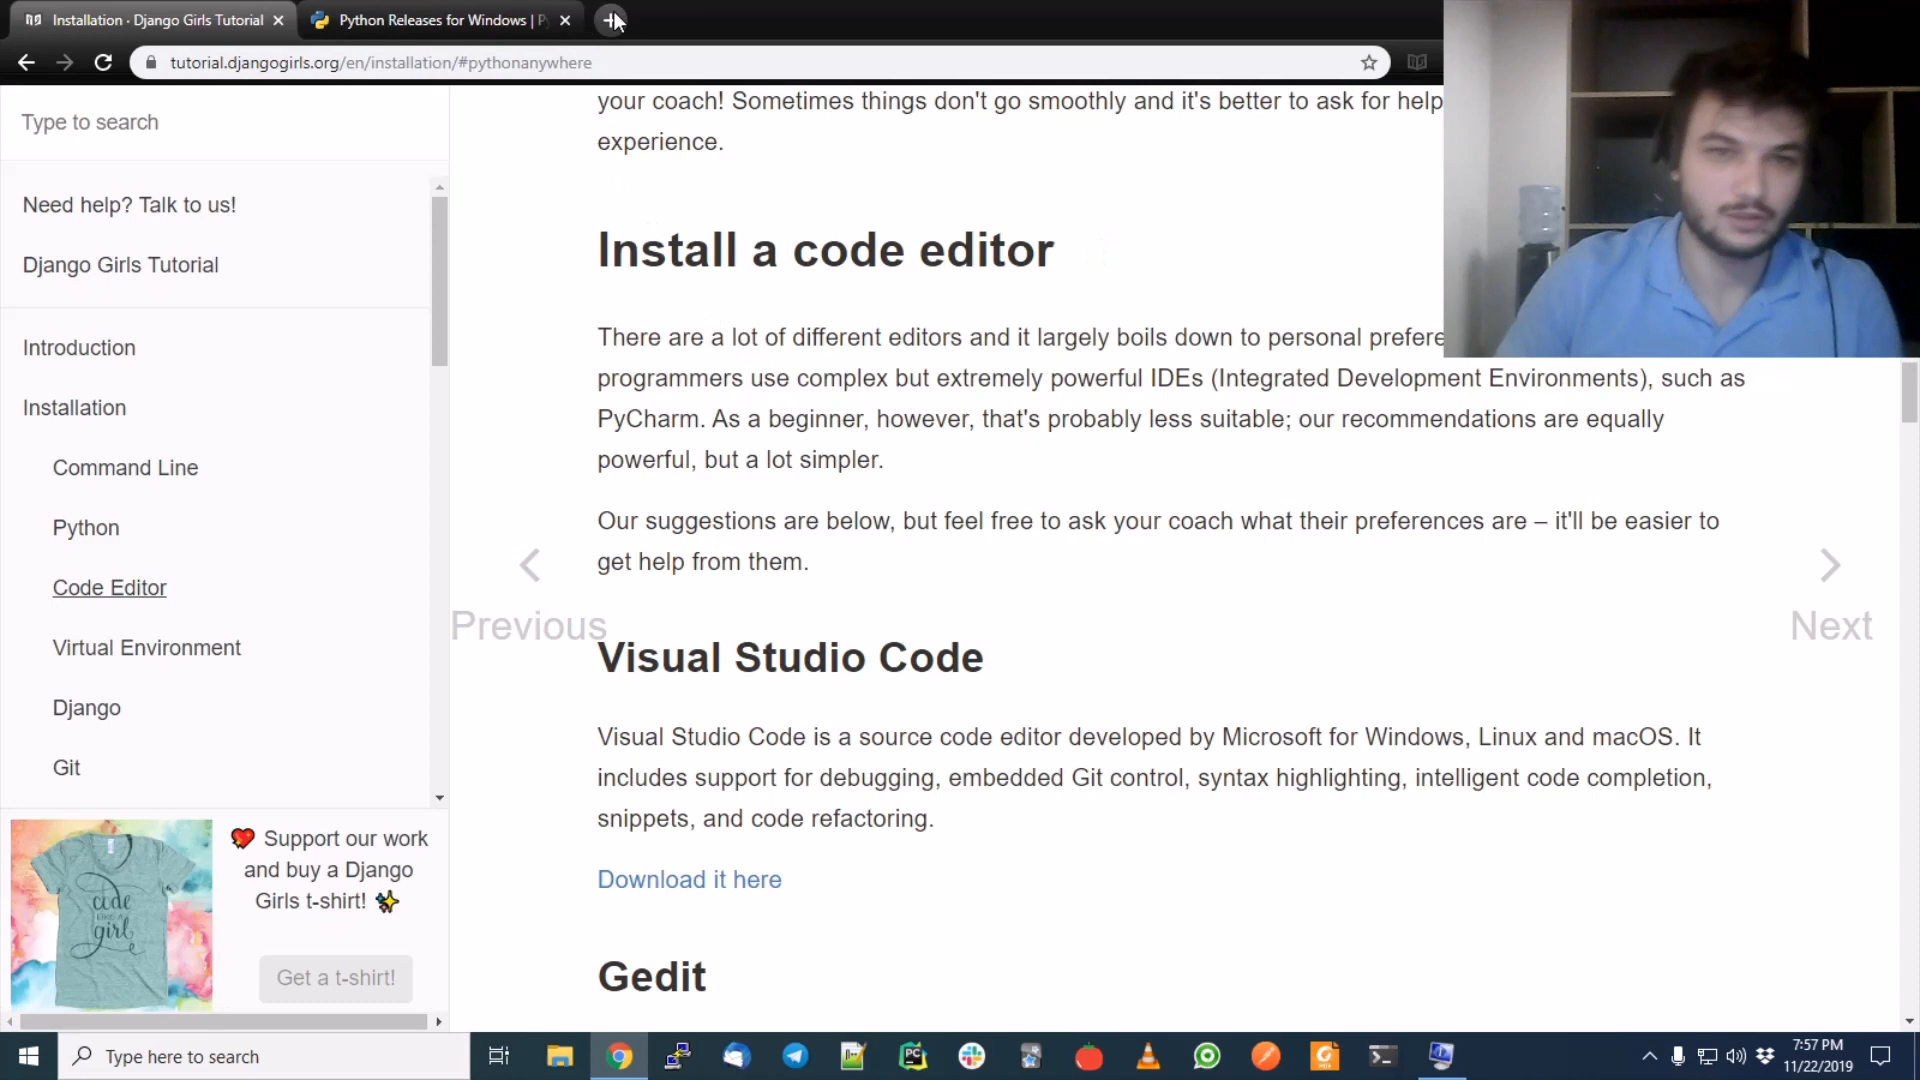 Installation · Django Girls Tutorial
Python Releases for Windows | P
tutorial.djangogirls.org/en/installation/#pythonanywhere
Type to search
Need help? Talk to us!
Django Girls Tutorial
Introduction
Installation
Command Line
Python
Code Editor
Virtual Environment
Django
Git
code
girl
💖 Support our work
and buy a Django
Girls t-shirt! ✨
Get a t-shirt!
your coach! Sometimes things don't go smoothly and it's better to ask for help
experience.
Install a code editor
There are a lot of different editors and it largely boils down to personal prefere
programmers use complex but extremely powerful IDEs (Integrated Development Environments), such as
PyCharm. As a beginner, however, that's probably less suitable; our recommendations are equally
powerful, but a lot simpler.
Our suggestions are below, but feel free to ask your coach what their preferences are – it'll be easier to
get help from them.
Previous
Next
Visual Studio Code
Visual Studio Code is a source code editor developed by Microsoft for Windows, Linux and macOS. It
includes support for debugging, embedded Git control, syntax highlighting, intelligent code completion,
snippets, and code refactoring.
Download it here
Gedit
Type here to search
PC
7:57 PM
11/22/2019